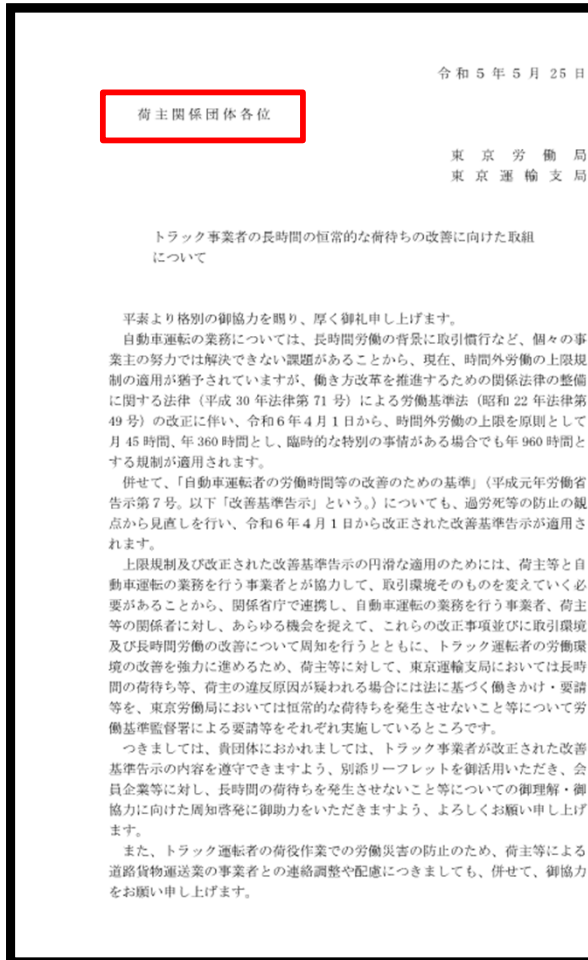 令和5年5月25日
荷主関係団体各位
東京労働局
東京運輸支局
トラック事業者の長時間の恒常的な荷待ちの改善に向けた取組
について
平素より格別の御協力を賜り、厚く御礼申し上げます。
自動車運転の業務については、長時間労働の背景に取引慣行など、個々の事
業主の努力では解決できない課題があることから、現在、時間外労働の上限規
制の適用が猶予されていますが、働き方改革を推進するための関係法律の整備
に関する法律（平成30年法律第71号）による労働基準法（昭和22年法律第
49号）の改正に伴い、令和6年4月1日から、時間外労働の上限を原則として
月45時間、年360時間とし、臨時的な特別の事情がある場合でも年960時間と
する規制が適用されます。
併せて、「自動車運転者の労働時間等の改善のための基準」（平成元年労働省
告示第7号。以下「改善基準告示」という。）についても、過労死等の防止の観
点から見直しを行い、令和6年4月1日から改正された改善基準告示が適用さ
れます。
上限規制及び改正された改善基準告示の円滑な適用のためには、荷主等と自
動車運転の業務を行う事業者とが協力して、取引環境そのものを変えていく必
要があることから、関係省庁で連携し、自動車運転の業務を行う事業者、荷主
等の関係者に対し、あらゆる機会を捉えて、これらの改正事項並びに取引環境
及び長時間労働の改善について周知を行うとともに、トラック運転者の労働環
境の改善を強力に進めるため、荷主等に対して、東京運輸支局においては長時
間の荷待ち等、荷主の違反原因が疑われる場合には法に基づく働きかけ・要請
等を、東京労働局においては恒常的な荷待ちを発生させないこと等について労
働基準監督署による要請等をそれぞれ実施しているところです。
つきましては、貴団体におかれましては、トラック事業者が改正された改善
基準告示の内容を遵守できますよう、別添リーフレットを御活用いただき、会
員企業等に対し、長時間の荷待ちを発生させないこと等についての御理解・御
協力に向けた周知啓発に御助力をいただきますよう、よろしくお願い申し上げ
ます。
また、トラック運転者の荷役作業での労働災害の防止のため、荷主等による
道路貨物運送業の事業者との連絡調整や配慮につきましても、併せて、御協力
をお願い申し上げます。